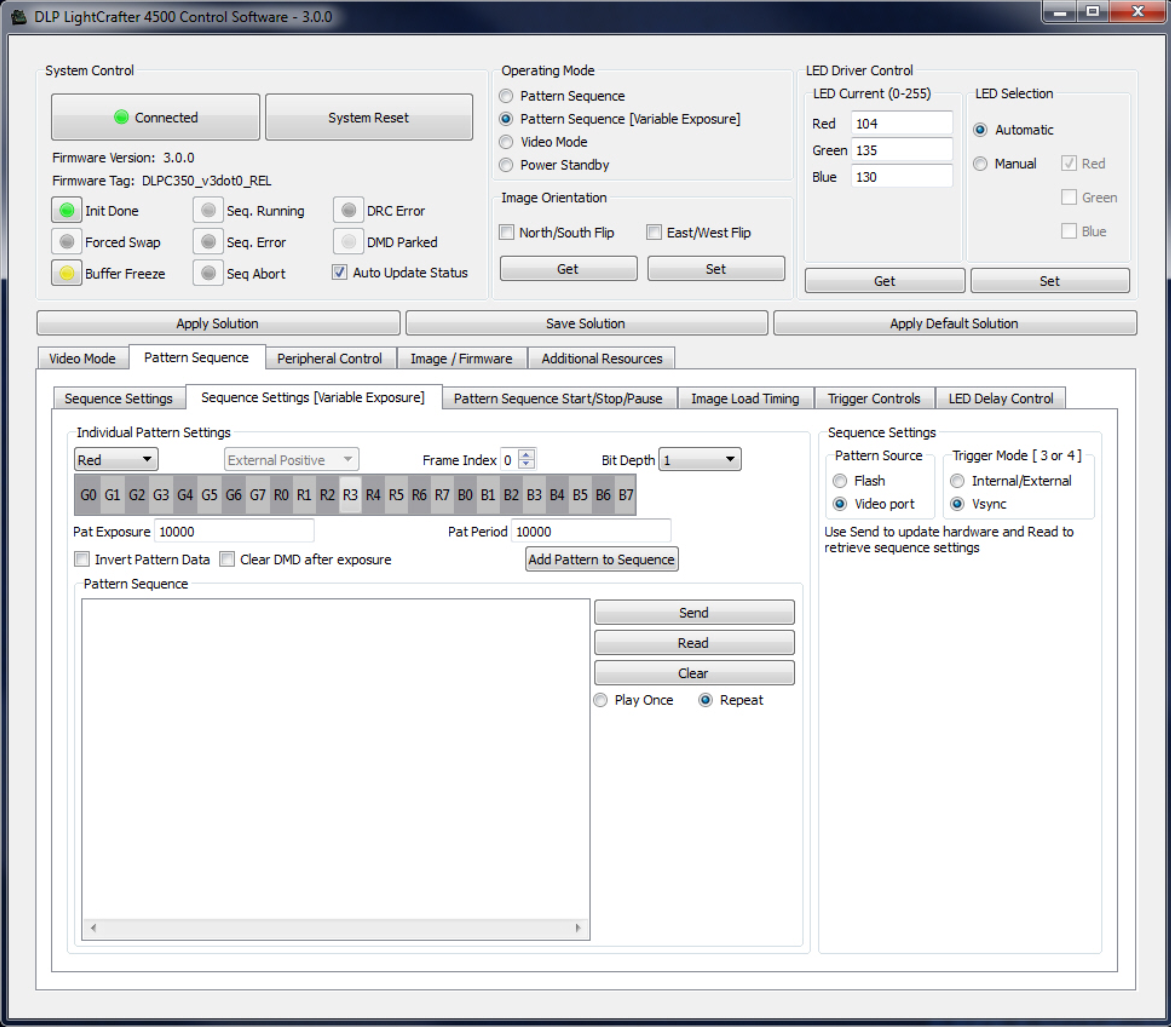 DLP LightCrafter 4500 Control Software - 3.0.0
System Control
Connected
System Reset
Firmware Version: 3.0.0
Firmware Tag: DLPC350_v3dot0_REL
Init Done
Seq. Running
DRC Error
Forced Swap
Seq. Error
DMD Parked
Buffer Freeze
Seq Abort
Auto Update Status
Operating Mode
Pattern Sequence
Pattern Sequence [Variable Exposure]
Video Mode
Power Standby
Image Orientation
North/South Flip
East/West Flip
Get
Set
LED Driver Control
LED Current (0-255)
Red 104
Green 135
Blue 130
LED Selection
Automatic
Manual
Red
Green
Blue
Get
Set
Apply Solution
Save Solution
Apply Default Solution
Video Mode
Pattern Sequence
Peripheral Control
Image / Firmware
Additional Resources
Sequence Settings
Sequence Settings [Variable Exposure]
Pattern Sequence Start/Stop/Pause
Image Load Timing
Trigger Controls
LED Delay Control
Individual Pattern Settings
Red
External Positive
Frame Index 0
Bit Depth 1
G0 G1 G2 G3 G4 G5 G6 G7 R0 R1 R2 R3 R4 R5 R6 R7 B0 B1 B2 B3 B4 B5 B6 B7
Pat Exposure 10000
Pat Period 10000
Invert Pattern Data
Clear DMD after exposure
Add Pattern to Sequence
Pattern Sequence
Send
Read
Clear
Play Once
Repeat
Sequence Settings
Pattern Source
Flash
Video port
Trigger Mode [ 3 or 4 ]
Internal/External
Vsync
Use Send to update hardware and Read to
retrieve sequence settings